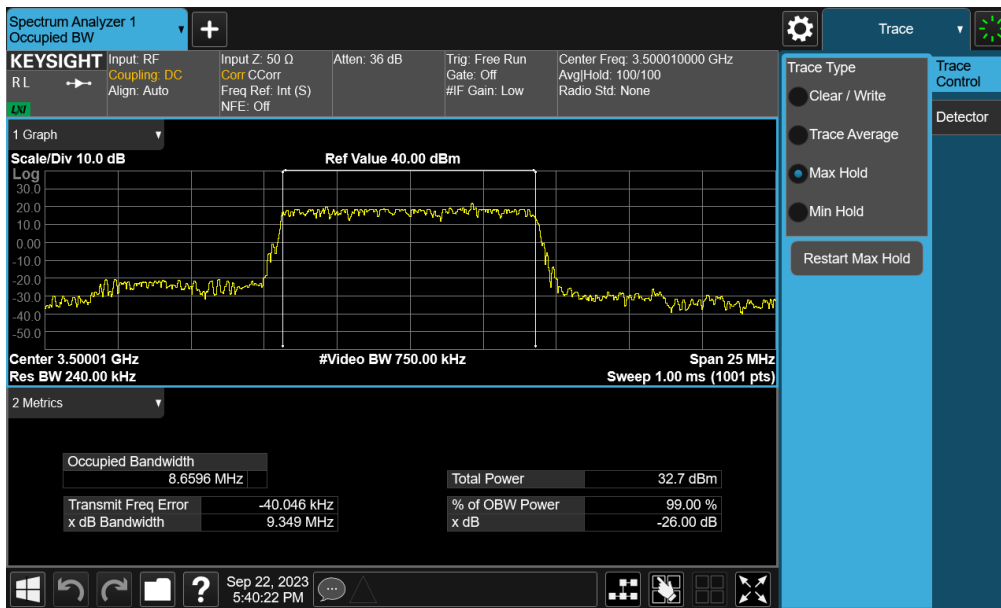 Spectrum Analyzer 1
Occupied BW
Trace
KEYSIGHT
R L
LXI
Input: RF
Coupling: DC
Align: Auto
Input Z: 50 Ω
Corr CCorr
Freq Ref: Int (S)
NFE: Off
Atten: 36 dB
Trig: Free Run
Gate: Off
#IF Gain: Low
Center Freq: 3.500010000 GHz
Avg|Hold: 100/100
Radio Std: None
1 Graph
Scale/Div 10.0 dB
Ref Value 40.00 dBm
Log
30.0
20.0
10.0
0.00
-10.0
-20.0
-30.0
-40.0
-50.0
Center 3.50001 GHz
#Video BW 750.00 kHz
Span 25 MHz
Res BW 240.00 kHz
Sweep 1.00 ms (1001 pts)
2 Metrics
Occupied Bandwidth
8.6596 MHz
Total Power 32.7 dBm
Transmit Freq Error -40.046 kHz
% of OBW Power 99.00 %
x dB Bandwidth 9.349 MHz
x dB -26.00 dB
Trace Type
Clear / Write
Trace Average
Max Hold
Min Hold
Restart Max Hold
Trace
Control
Detector
?
Sep 22, 2023
5:40:22 PM